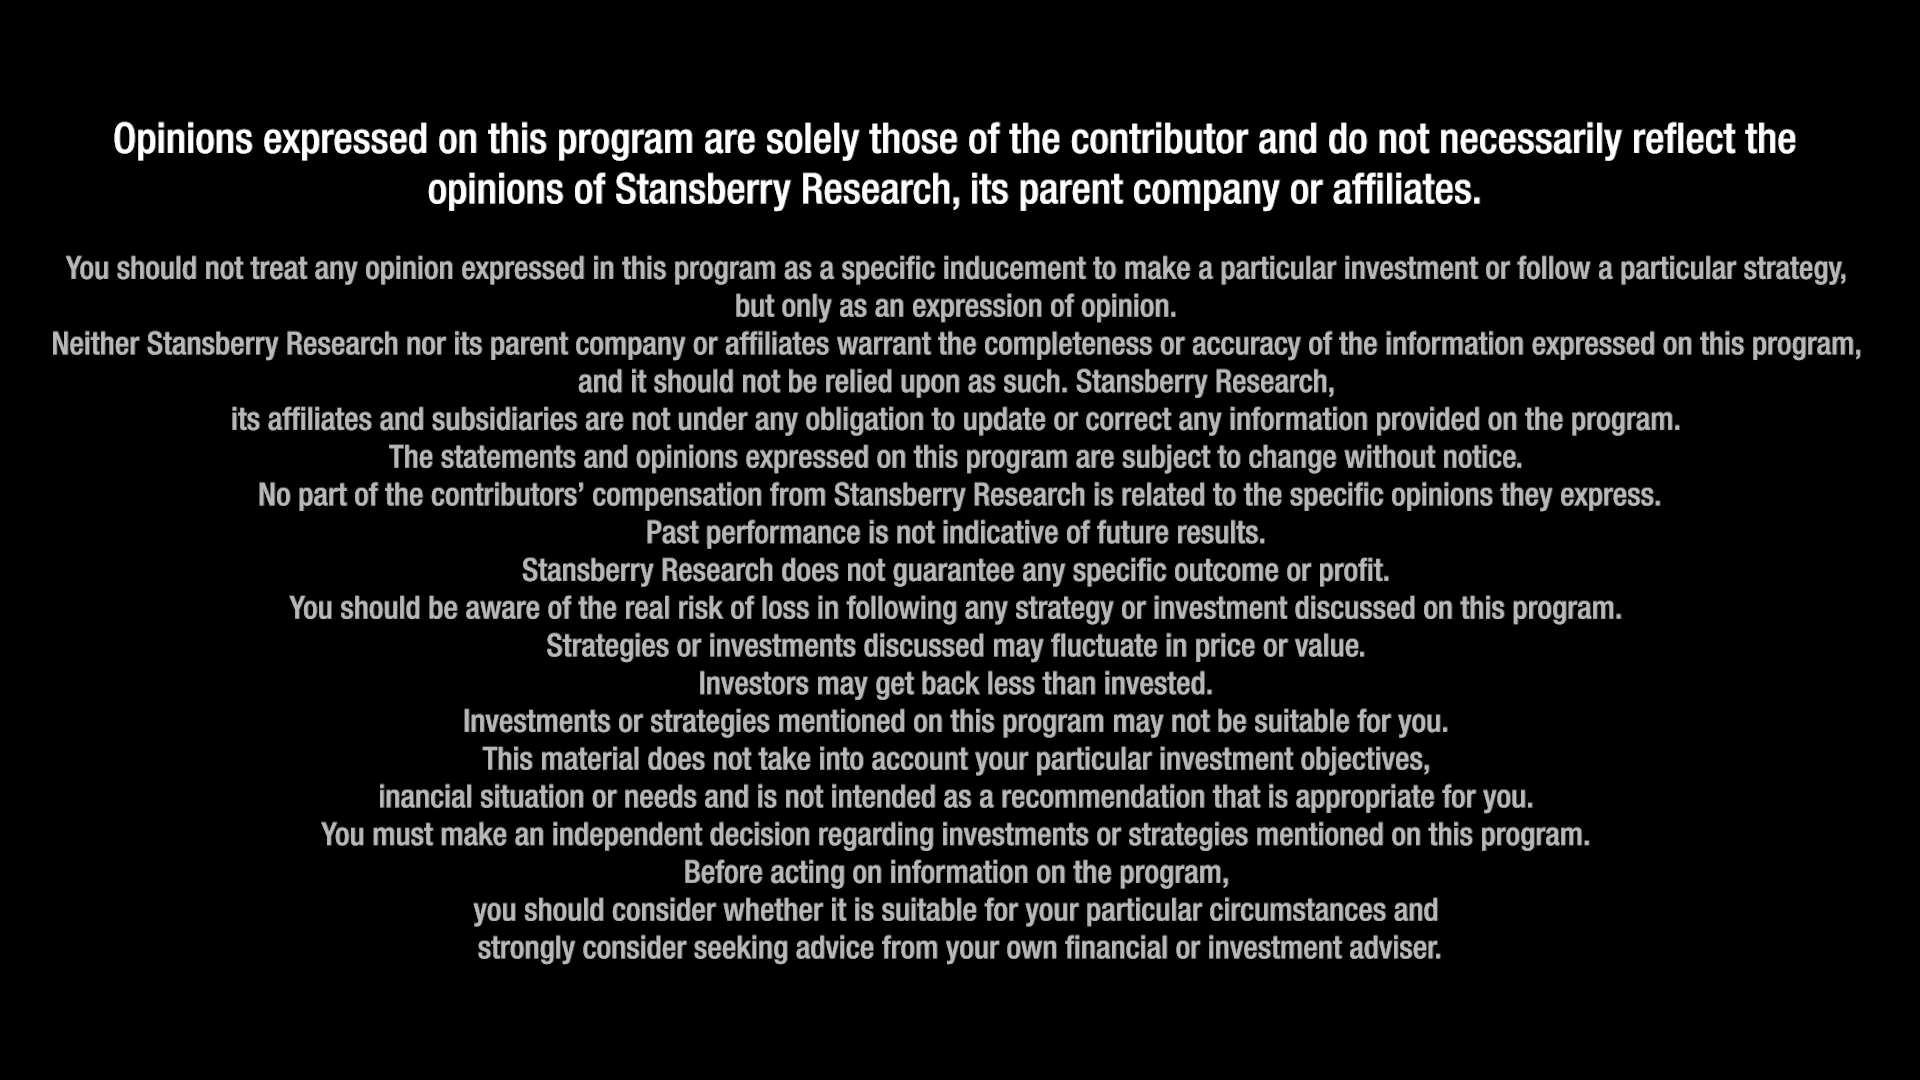 Opinions expressed on this program are solely those of the contributor and do not necessarily reflect the
opinions of Stansberry Research, its parent company or affiliates.
You should not treat any opinion expressed in this program as a specific inducement to make a particular investment or follow a particular strategy,
but only as an expression of opinion.
Neither Stansberry Research nor its parent company or affiliates warrant the completeness or accuracy of the information expressed on this program,
and it should not be relied upon as such. Stansberry Research,
its affiliates and subsidiaries are not under any obligation to update or correct any information provided on the program.
The statements and opinions expressed on this program are subject to change without notice.
No part of the contributors’ compensation from Stansberry Research is related to the specific opinions they express.
Past performance is not indicative of future results.
Stansberry Research does not guarantee any specific outcome or profit.
You should be aware of the real risk of loss in following any strategy or investment discussed on this program.
Strategies or investments discussed may fluctuate in price or value.
Investors may get back less than invested.
Investments or strategies mentioned on this program may not be suitable for you.
This material does not take into account your particular investment objectives,
inancial situation or needs and is not intended as a recommendation that is appropriate for you.
You must make an independent decision regarding investments or strategies mentioned on this program.
Before acting on information on the program,
you should consider whether it is suitable for your particular circumstances and
strongly consider seeking advice from your own financial or investment adviser.